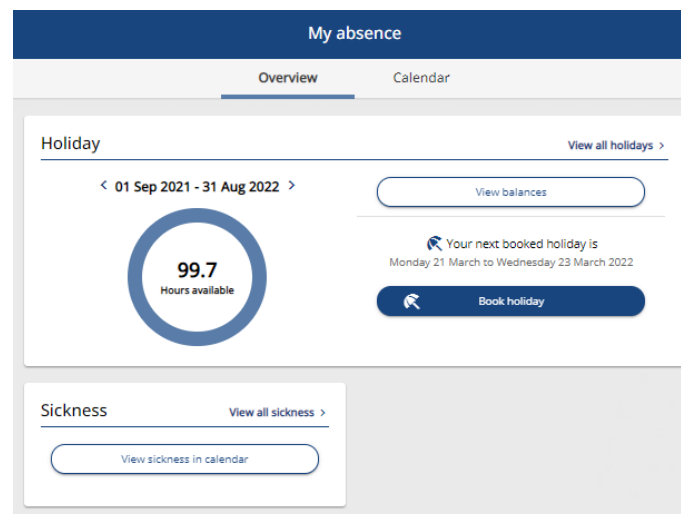 My absence
Overview
Calendar
Holiday
View all holidays >
< 01 Sep 2021 - 31 Aug 2022 >
99.7
Hours available
View balances
Your next booked holiday is
Monday 21 March to Wednesday 23 March 2022
Book holiday
Sickness
View all sickness >
View sickness in calendar